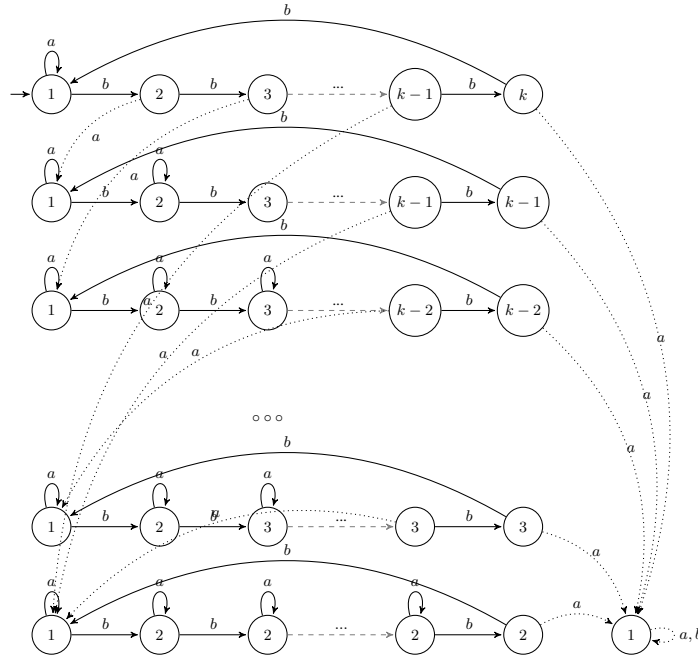 b
a
1 b 2 b 3 ... k − 1 b k
a
b
a a a
1 b 2 b 3 ... k − 1 b k − 1
b
a a a
1 b a 2 b 3 ... k − 2 b k − 2
a
a a
a
a
○○○
b
a a a
1 b 2 b a 3 ... 3 b 3
a
b
a a a a
1 b 2 b 2 ... 2 b 2 a 1 a, b